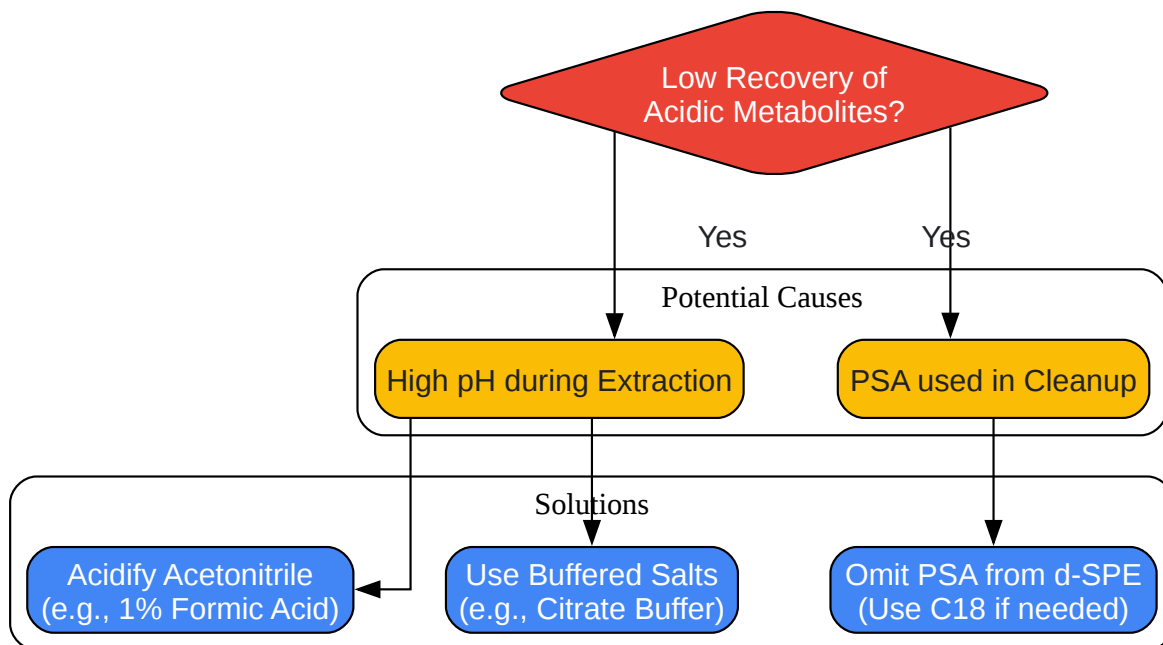 Low Recovery of
Acidic Metabolites?
Yes
Yes
Potential Causes
High pH during Extraction
PSA used in Cleanup
Solutions
Acidify Acetonitrile
(e.g., 1% Formic Acid)
Use Buffered Salts
(e.g., Citrate Buffer)
Omit PSA from d-SPE
(Use C18 if needed)